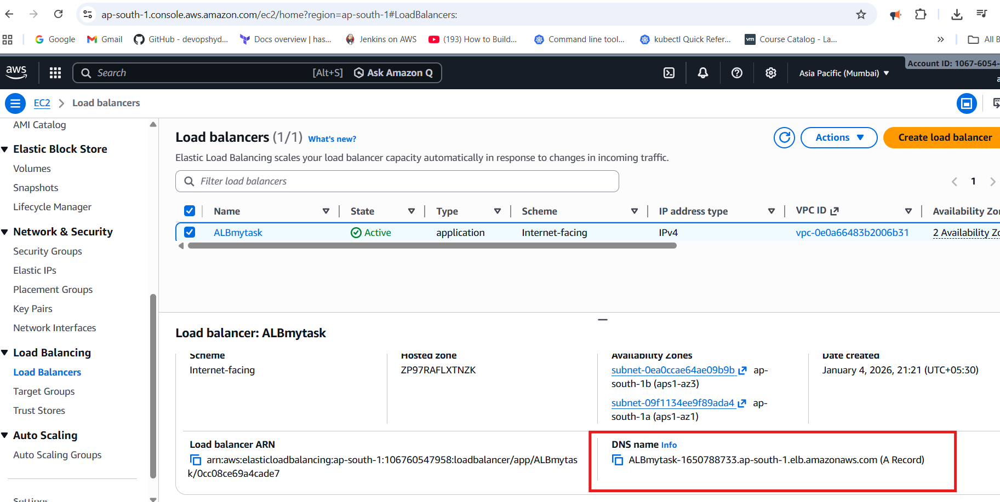 ap-south-1.console.aws.amazon.com/ec2/home?region=ap-south-1#LoadBalancers:
Google
Gmail
GitHub - devopshyd...
Docs overview | has...
Jenkins on AWS
(193) How to Build...
Command line tool...
kubectl Quick Refer...
vm
Course Catalog - La...
»
All B
aws
Search
[Alt+S]
Ask Amazon Q
Asia Pacific (Mumbai)
Account ID: 1067-6054-
a
EC2
Load balancers
AMI Catalog
Elastic Block Store
Volumes
Snapshots
Lifecycle Manager
Network & Security
Security Groups
Elastic IPs
Placement Groups
Key Pairs
Network Interfaces
Load Balancing
Load Balancers
Target Groups
Trust Stores
Auto Scaling
Auto Scaling Groups
Settings
Load balancers (1/1) What's new?
Actions
Create load balancer
Elastic Load Balancing scales your load balancer capacity automatically in response to changes in incoming traffic.
Filter load balancers
1
Name State Type Scheme IP address type VPC ID Availability Zo
ALBmytask Active application Internet-facing IPv4 vpc-0e0a66483b2006b31 2 Availability Zo
Load balancer: ALBmytask
Scheme
Internet-facing
Hosted zone
ZP97RAFLXTNZK
Availability Zones
subnet-0ea0ccae64ae09b9b ap-
south-1b (aps1-az3)
subnet-09f1134ee9f89ada4 ap-
south-1a (aps1-az1)
Date created
January 4, 2026, 21:21 (UTC+05:30)
Load balancer ARN
arn:aws:elasticloadbalancing:ap-south-1:106760547958:loadbalancer/app/ALBmytas
k/0cc08ce69a4cade7
DNS name Info
ALBmytask-1650788733.ap-south-1.elb.amazonaws.com (A Record)